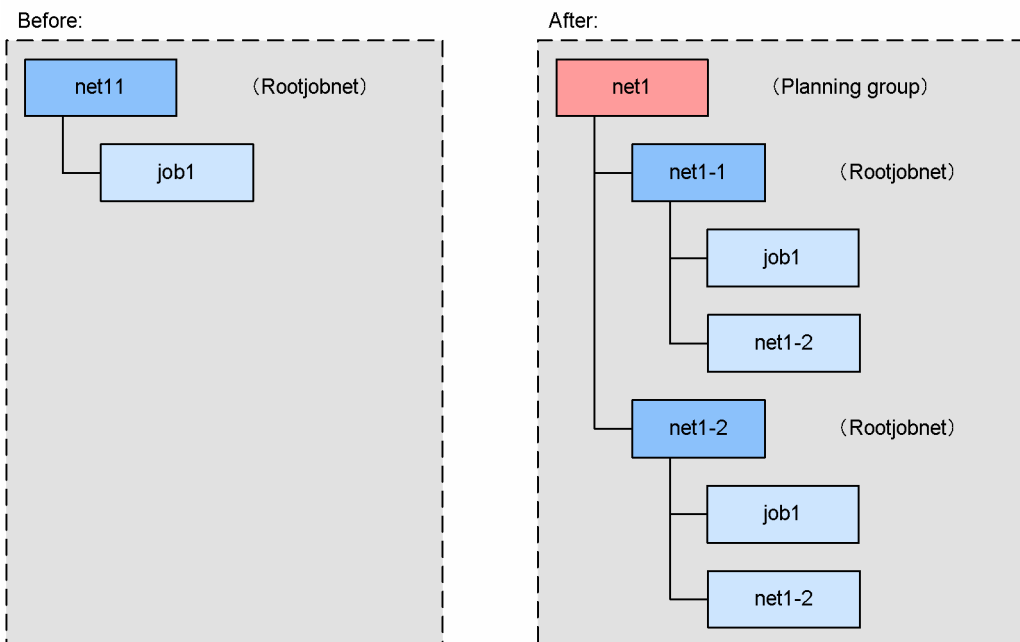 Before:
net11 （Rootjobnet）
job1
After:
net1 （Planning group）
net1-1 （Rootjobnet）
job1
net1-2
net1-2 （Rootjobnet）
job1
net1-2